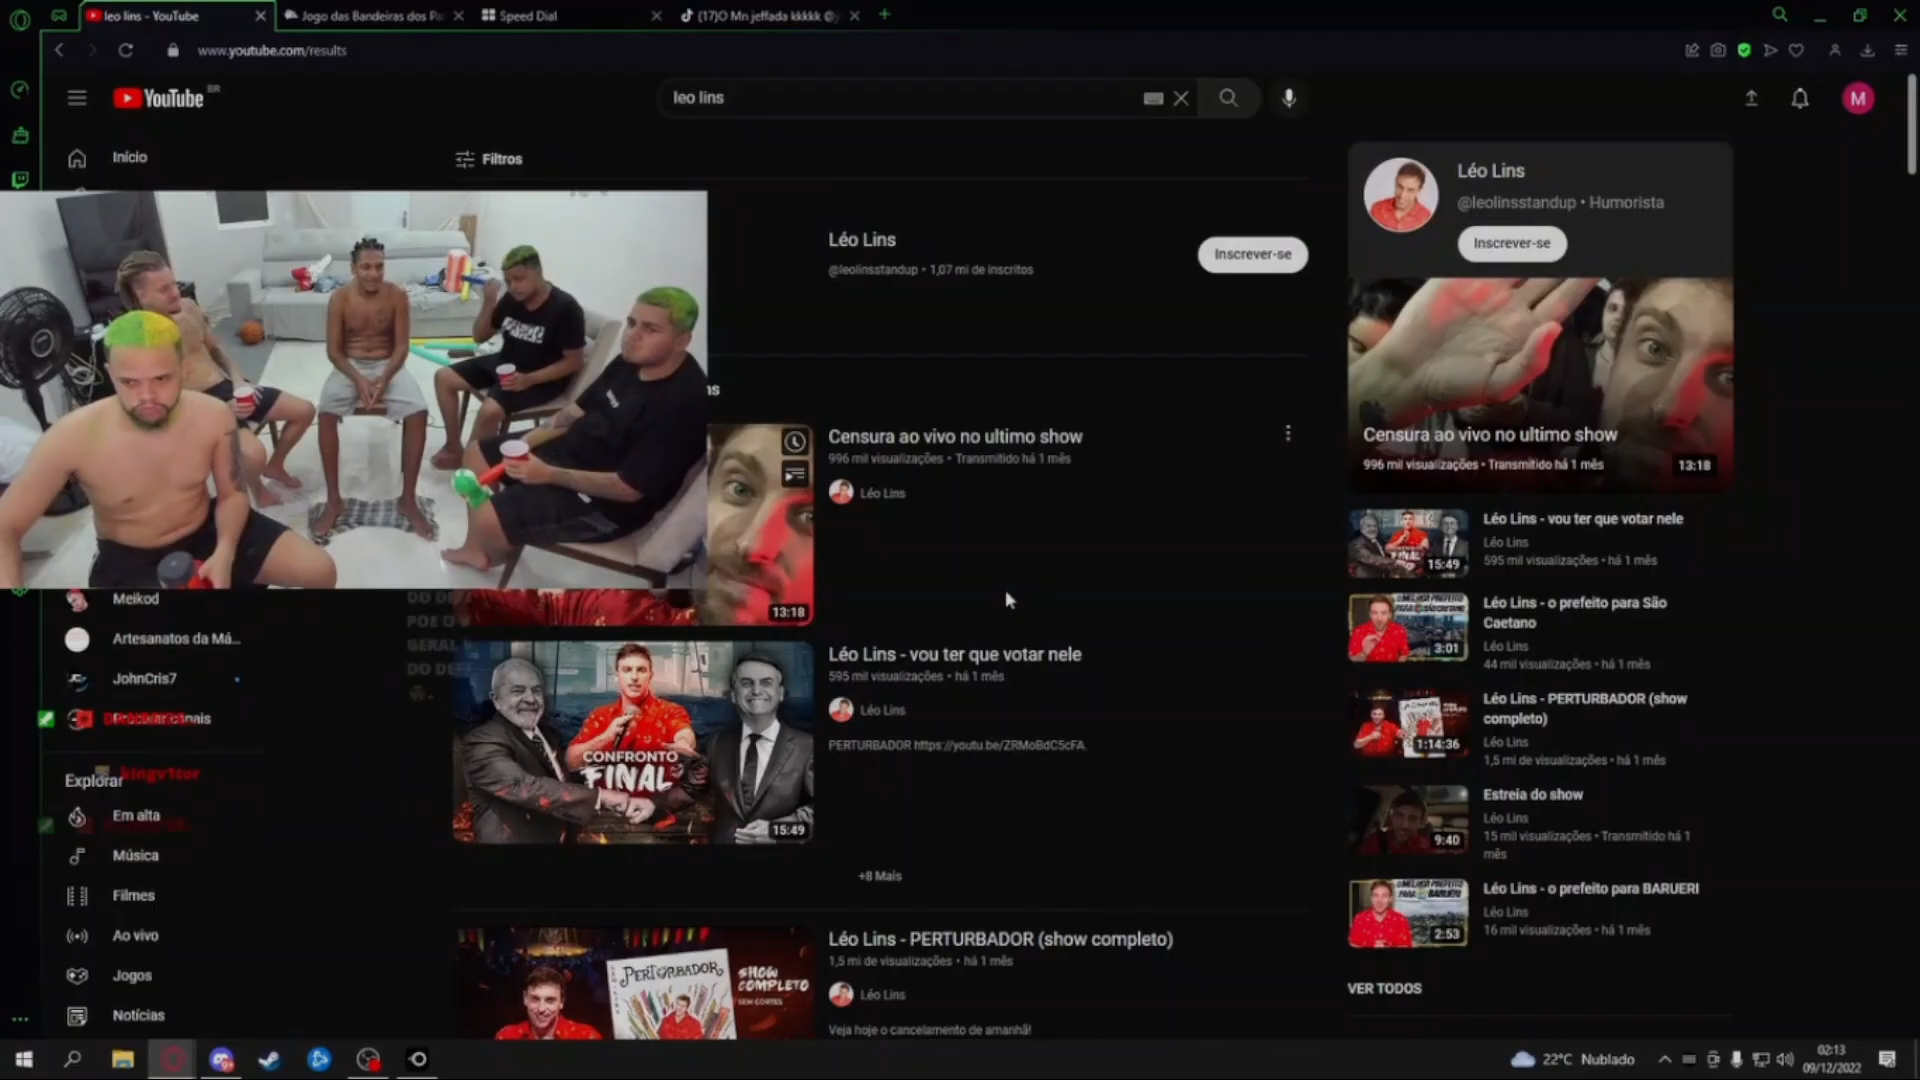 leo lins - YouTube
Jogo das Bandeiras dos Pa
Speed Dial
(17)O Mn jeffada kkkkk @j
www.youtube.com/results
YouTube BR
leo lins
M
Início
Filtros
Léo Lins
@leolinsstandup • 1,07 mi de inscritos
Inscrever-se
Léo Lins
@leolinsstandup • Humorista
Inscrever-se
Censura ao vivo no ultimo show
996 mil visualizações • Transmitido há 1 mês
13:18
ns
Censura ao vivo no ultimo show
996 mil visualizações • Transmitido há 1 mês
Léo Lins
13:18
Léo Lins - vou ter que votar nele
595 mil visualizações • há 1 mês
Léo Lins
PERTURBADOR https://youtu.be/ZRMoBdC5cFA
CONFRONTO
FINAL
15:49
+8 Mais
Léo Lins - PERTURBADOR (show completo)
1,5 mi de visualizações • há 1 mês
Léo Lins
Veja hoje o cancelamento de amanhã!
PERTURBADOR
SHOW
COMPLETO
SEM CORTES
Léo Lins - vou ter que votar nele
Léo Lins
595 mil visualizações • há 1 mês
FINAL
15:49
Léo Lins - o prefeito para São
Caetano
Léo Lins
44 mil visualizações • há 1 mês
3:01
Léo Lins - PERTURBADOR (show
completo)
Léo Lins
1,5 mi de visualizações • há 1 mês
1:14:36
Estreia do show
Léo Lins
15 mil visualizações • Transmitido há 1
mês
9:40
Léo Lins - o prefeito para BARUERI
Léo Lins
16 mil visualizações • há 1 mês
2:53
VER TODOS
Meikod
Artesanatos da Má...
JohnCris7
Explorar
kingv1tor
Em alta
Música
Filmes
Ao vivo
Jogos
Notícias
22°C Nublado
02:13
09/12/2022